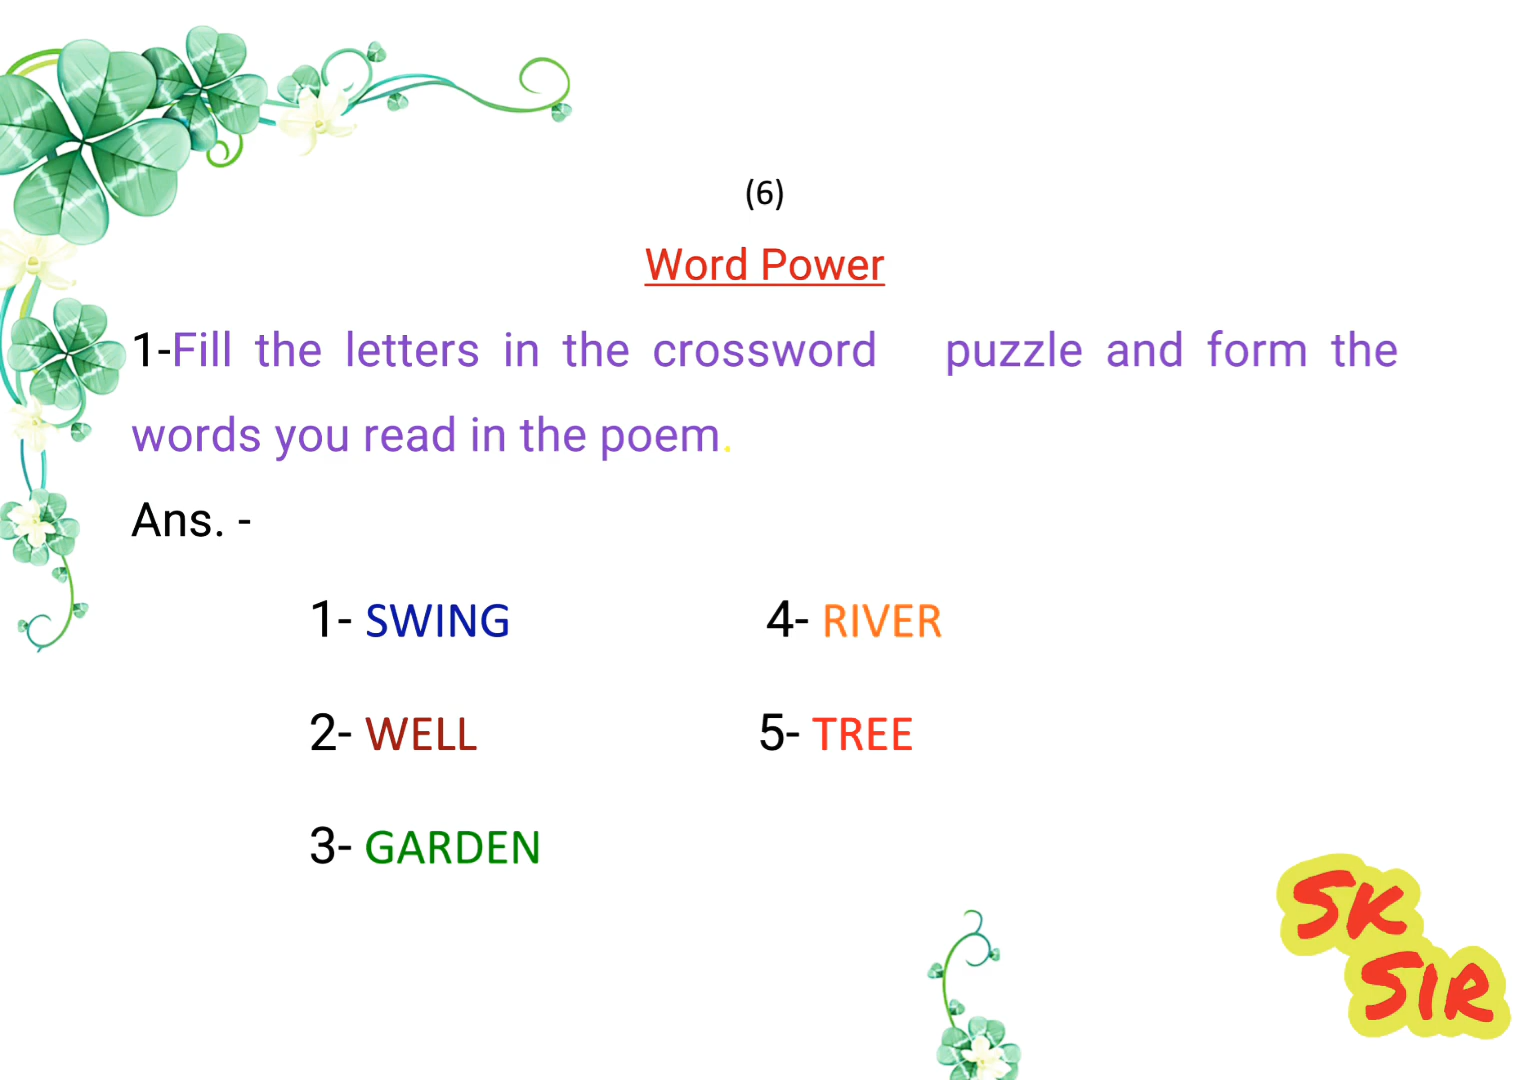 (6)
Word Power
1-Fill the letters in the crossword puzzle and form the
words you read in the poem.
Ans. -
1- SWING 4- RIVER
2- WELL 5- TREE
3- GARDEN
SK
SIR